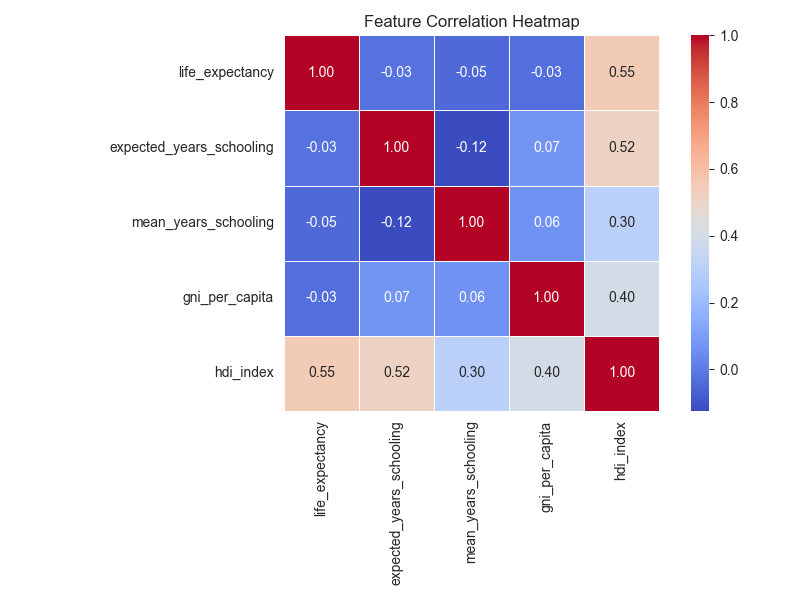 Feature Correlation Heatmap
life_expectancy 1.00 -0.03 -0.05 -0.03 0.55
expected_years_schooling -0.03 1.00 -0.12 0.07 0.52
mean_years_schooling -0.05 -0.12 1.00 0.06 0.30
gni_per_capita -0.03 0.07 0.06 1.00 0.40
hdi_index 0.55 0.52 0.30 0.40 1.00
life_expectancy
expected_years_schooling
mean_years_schooling
gni_per_capita
hdi_index
1.0
0.8
0.6
0.4
0.2
0.0